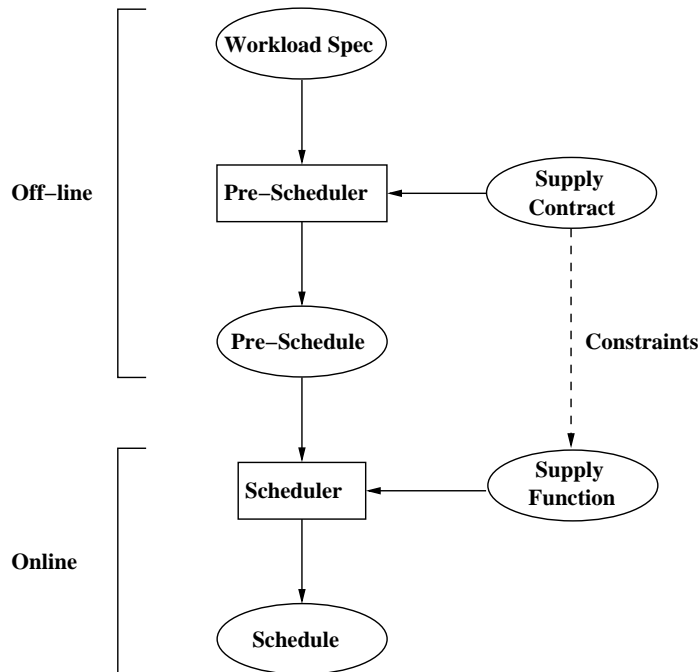 Workload Spec
Off−line
Pre−Scheduler
Supply
Contract
Pre−Schedule
Constraints
Scheduler
Supply
Function
Online
Schedule